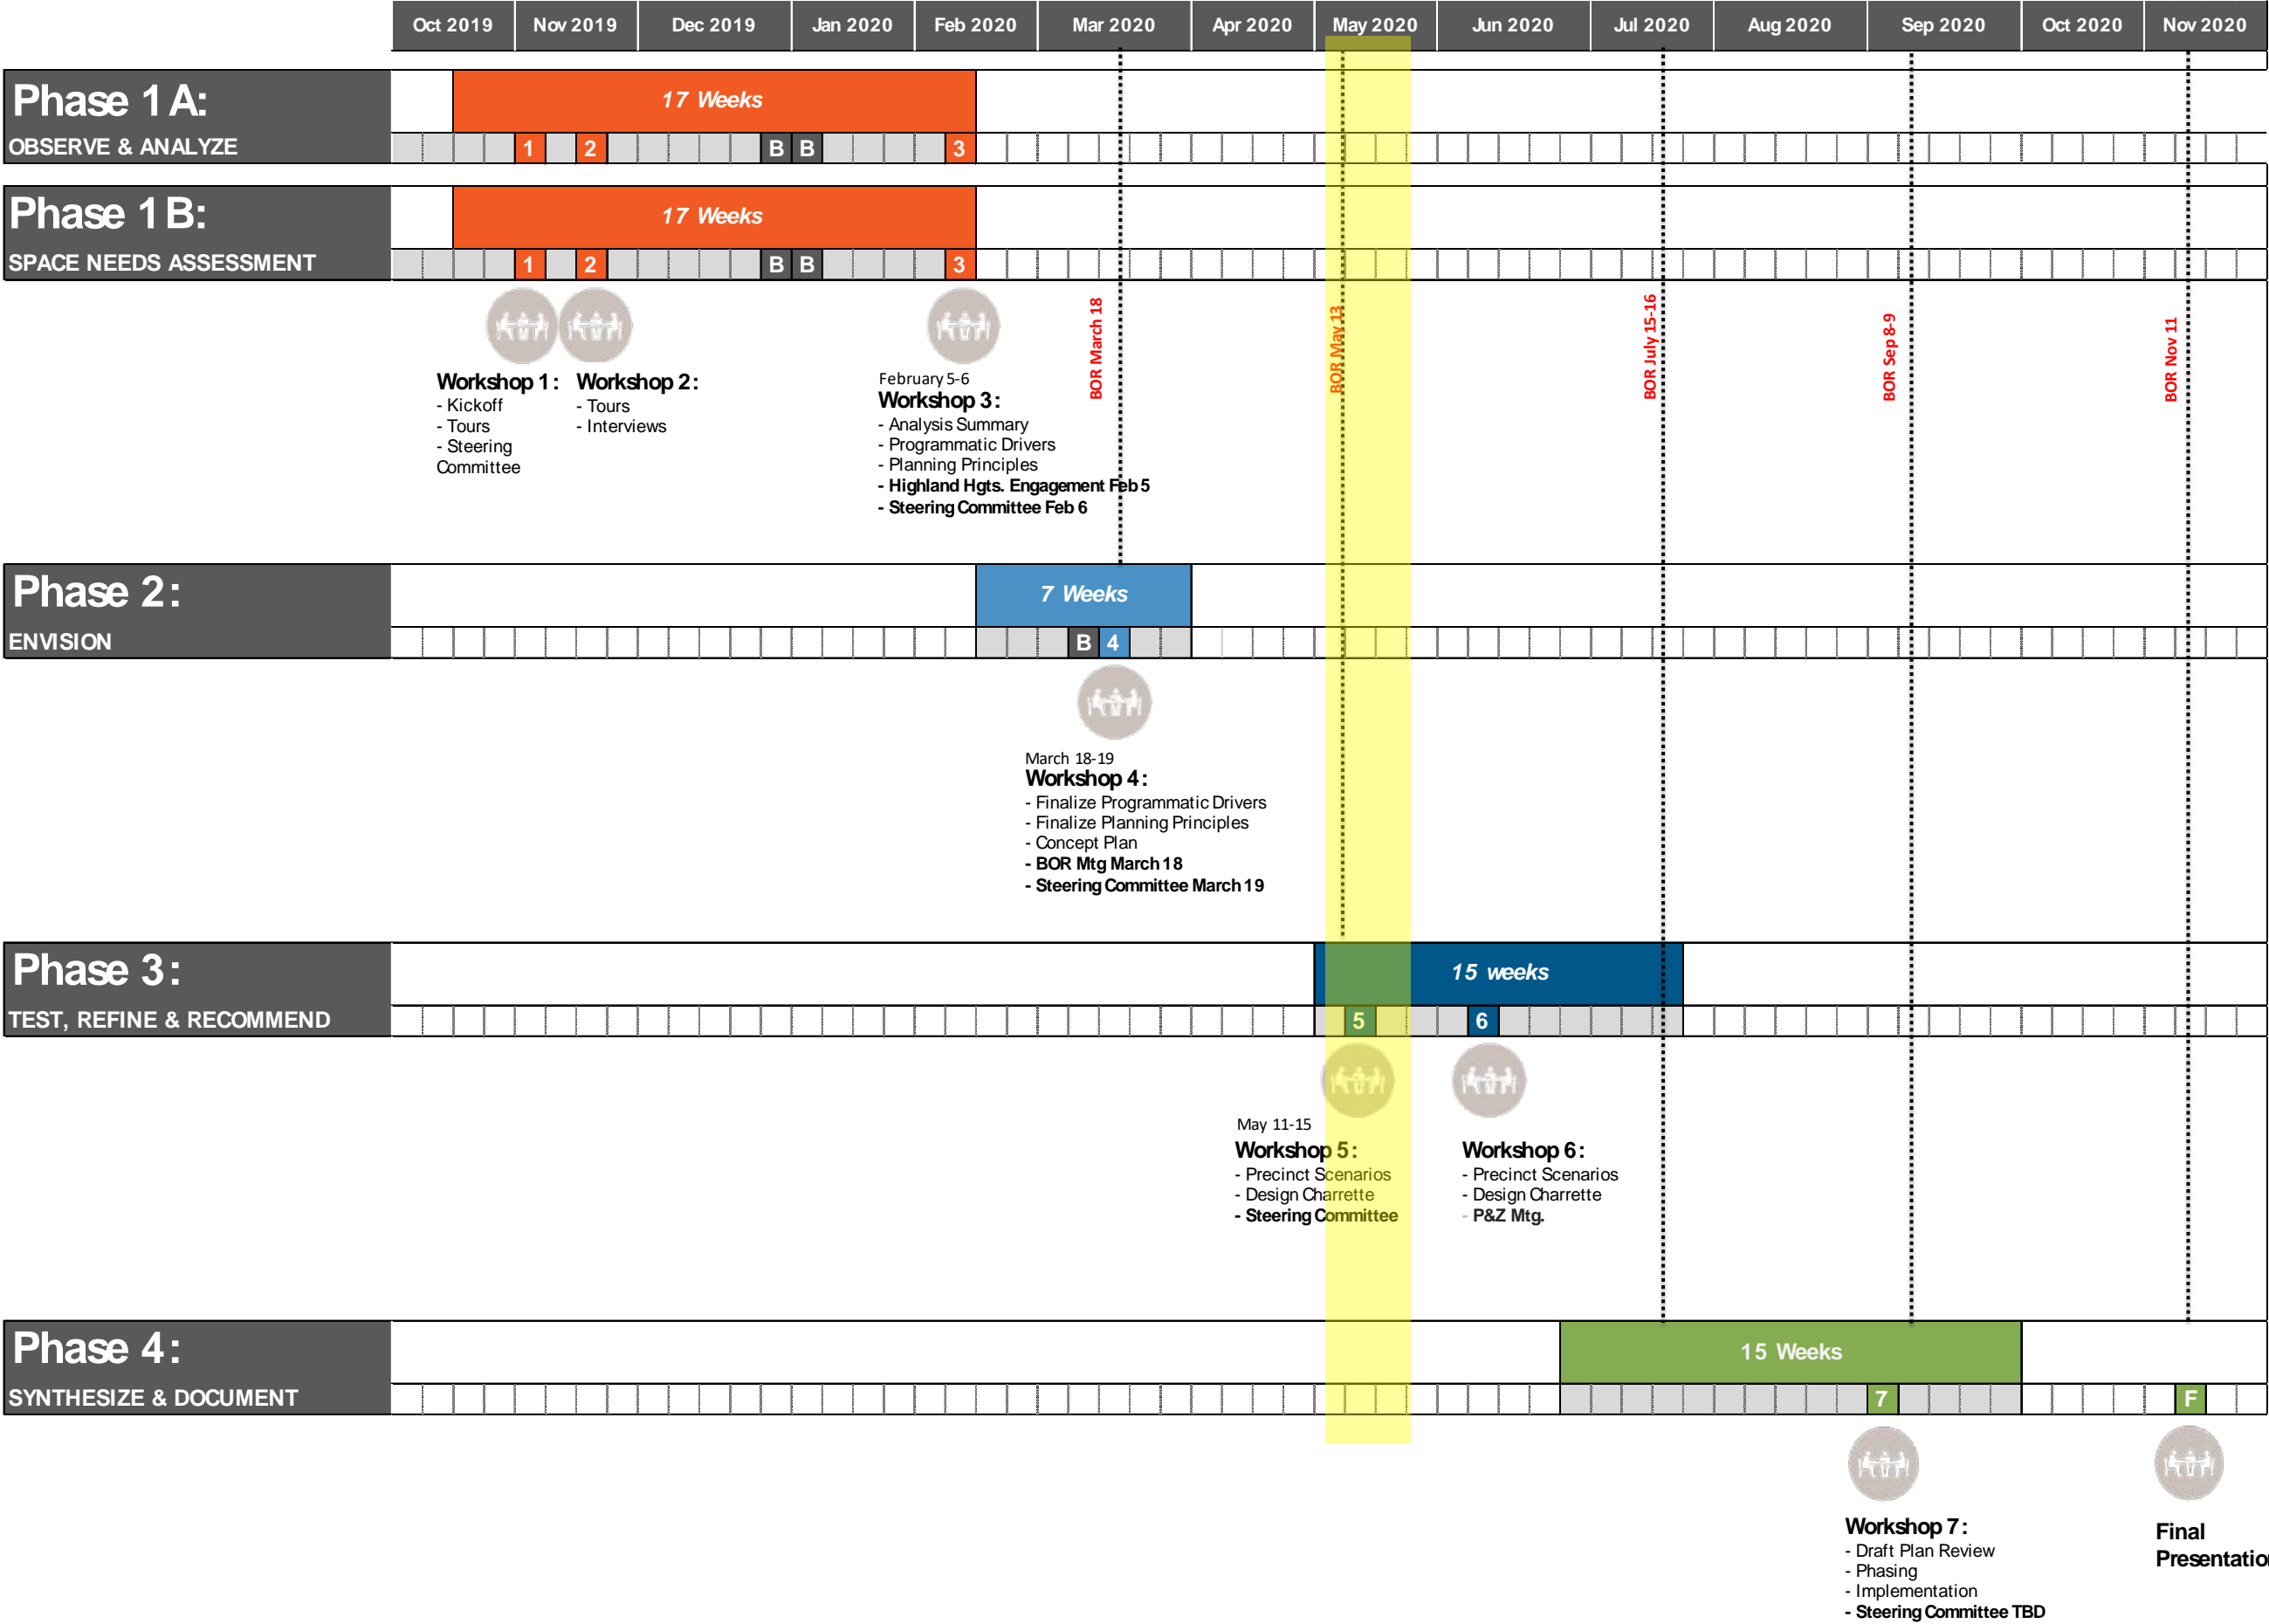 Oct 2019 Nov 2019 Dec 2019 Jan 2020 Feb 2020 Mar 2020 Apr 2020 May 2020 Jun 2020 Jul 2020 Aug 2020 Sep 2020 Oct 2020 Nov 2020
Phase 1A:
17 Weeks
OBSERVE & ANALYZE
1 2 B B 3
Phase 1B:
17 Weeks
SPACE NEEDS ASSESSMENT
1 2 B B 3
Workshop 1:
- Kickoff
- Tours
- Steering
Committee
Workshop 2:
- Tours
- Interviews
February 5-6
Workshop 3:
- Analysis Summary
- Programmatic Drivers
- Planning Principles
- Highland Hgts. Engagement Feb 5
- Steering Committee Feb 6
BOR March 18
BOR May 13
BOR July 15-16
BOR Sep 8-9
BOR Nov 11
Phase 2:
7 Weeks
ENVISION
B 4
March 18-19
Workshop 4:
- Finalize Programmatic Drivers
- Finalize Planning Principles
- Concept Plan
- BOR Mtg March 18
- Steering Committee March 19
Phase 3:
15 weeks
TEST, REFINE & RECOMMEND
5 6
May 11-15
Workshop 5:
- Precinct Scenarios
- Design Charrette
- Steering Committee
Workshop 6:
- Precinct Scenarios
- Design Charrette
- P&Z Mtg.
Phase 4:
15 Weeks
SYNTHESIZE & DOCUMENT
7 F
Workshop 7:
- Draft Plan Review
- Phasing
- Implementation
- Steering Committee TBD
Final
Presentation